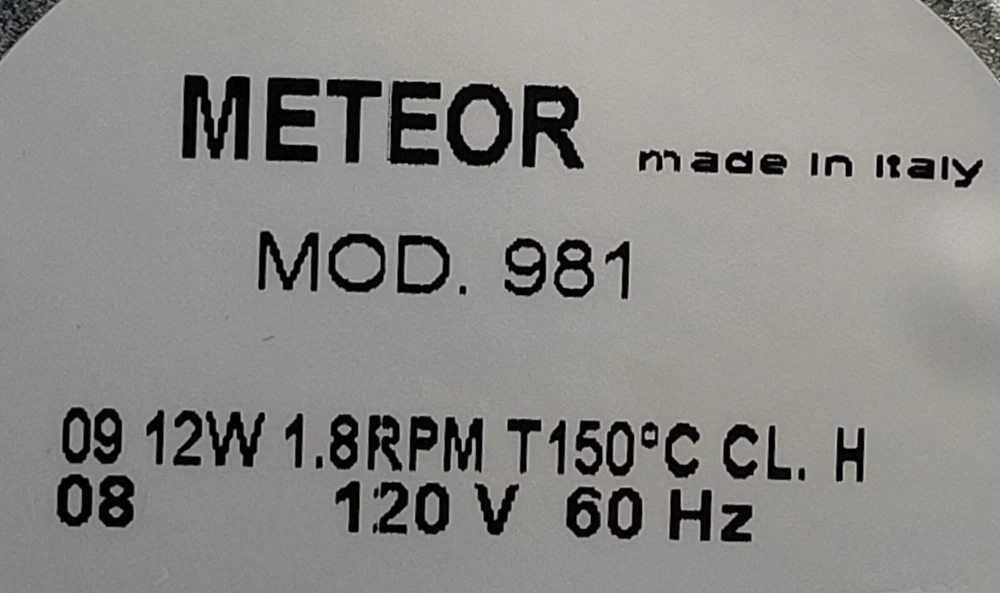 METEOR made in Italy
MOD. 981
09 12W 1.8RPM T150°C CL. H
08 120 V 60 Hz